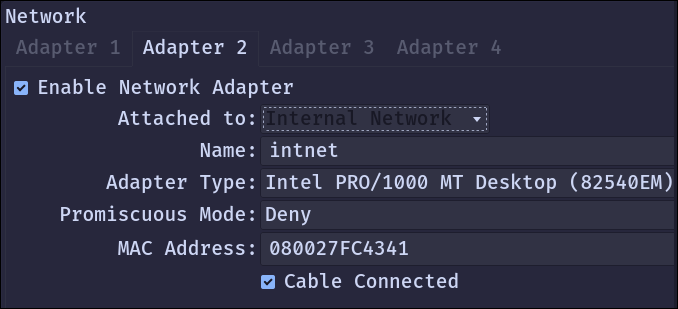 Network
Adapter 1 Adapter 2 Adapter 3 Adapter 4
Enable Network Adapter
Attached to: Internal Network
Name: intnet
Adapter Type: Intel PRO/1000 MT Desktop (82540EM)
Promiscuous Mode: Deny
MAC Address: 080027FC4341
Cable Connected